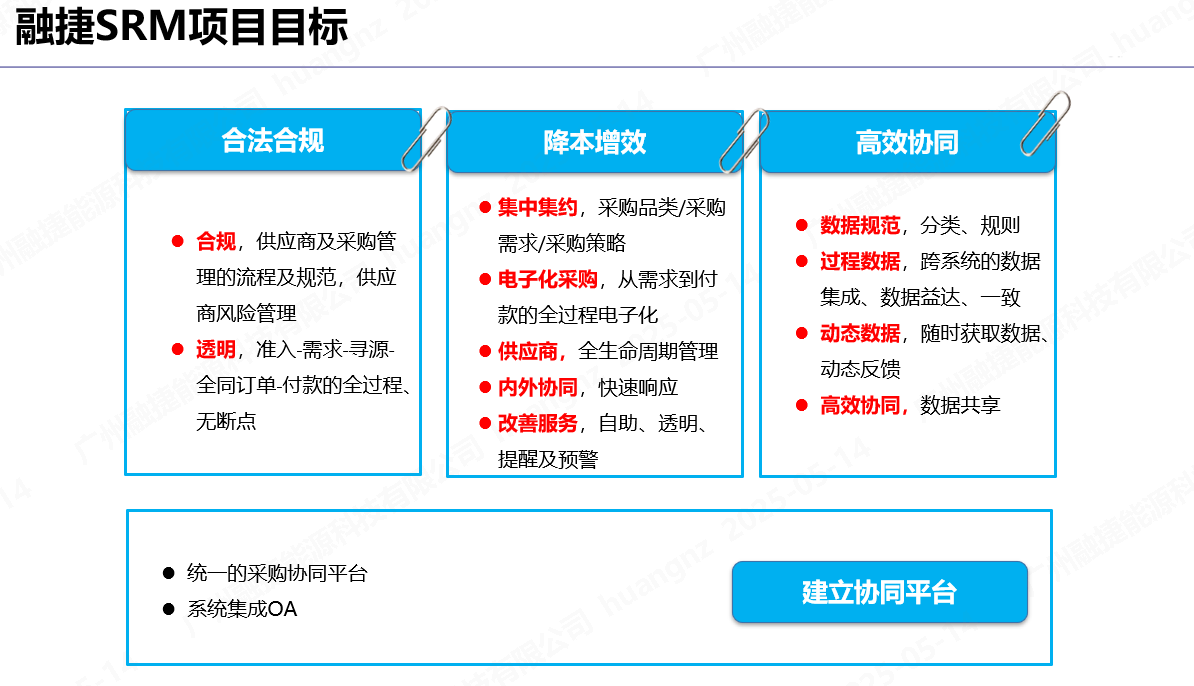 融捷SRM项目目标
合法合规
● 合规，供应商及采购管
理的流程及规范，供应
商风险管理
● 透明，准入-需求-寻源-
全同订单-付款的全过程、
无断点
降本增效
● 集中集约，采购品类/采购
需求/采购策略
● 电子化采购，从需求到付
款的全过程电子化
● 供应商，全生命周期管理
● 内外协同，快速响应
● 改善服务，自助、透明、
提醒及预警
高效协同
● 数据规范，分类、规则
● 过程数据，跨系统的数据
集成、数据益达、一致
● 动态数据，随时获取数据、
动态反馈
● 高效协同，数据共享
● 统一的采购协同平台
● 系统集成OA
建立协同平台